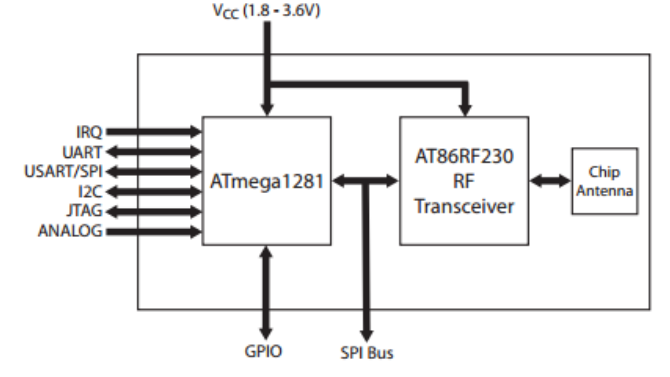 VCC (1.8 - 3.6V)
IRQ
UART
USART/SPI
I2C
JTAG
ANALOG
ATmega1281
AT86RF230
RF
Transceiver
Chip
Antenna
GPIO
SPI Bus